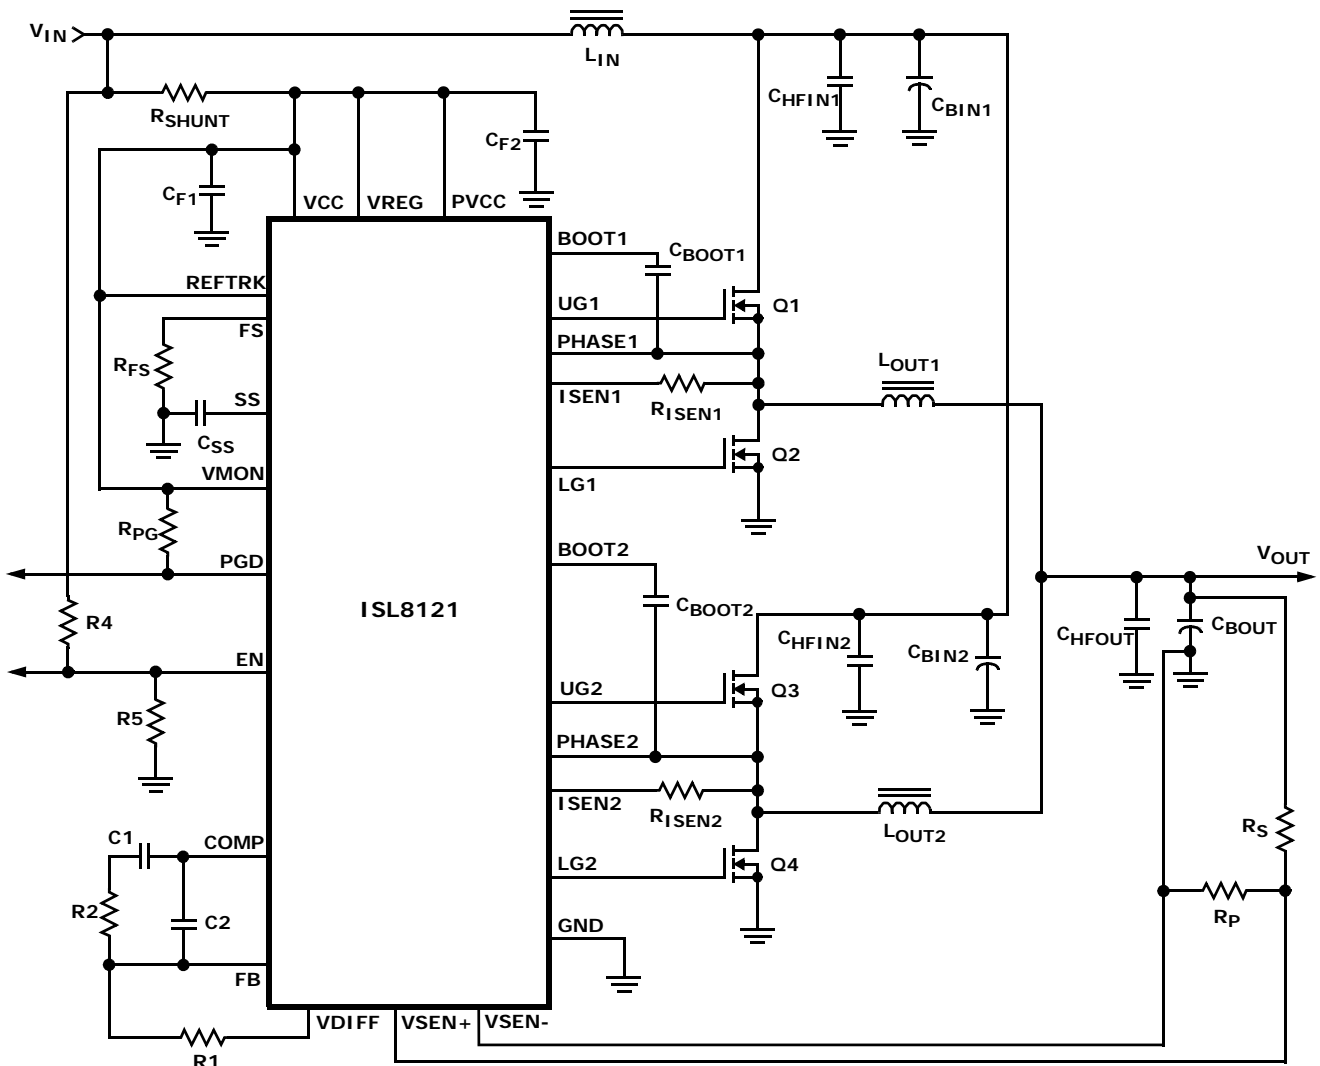 VIN
LIN
RSHUNT
CHFIN1
CBIN1
CF2
CF1
VCC
VREG
PVCC
BOOT1
CBOOT1
REFTRK
UG1
Q1
FS
PHASE1
RFS
LOUT1
SS
ISEN1
RISEN1
CSS
Q2
VMON
LG1
RPG
BOOT2
PGD
VOUT
ISL8121
CBOOT2
R4
CHFIN2
CBIN2
CHFOUT
CBOUT
EN
UG2
Q3
R5
PHASE2
ISEN2
RISEN2
LOUT2
RS
C1
COMP
LG2
Q4
R2
C2
GND
RP
FB
VDIFF
VSEN+
VSEN-
R1